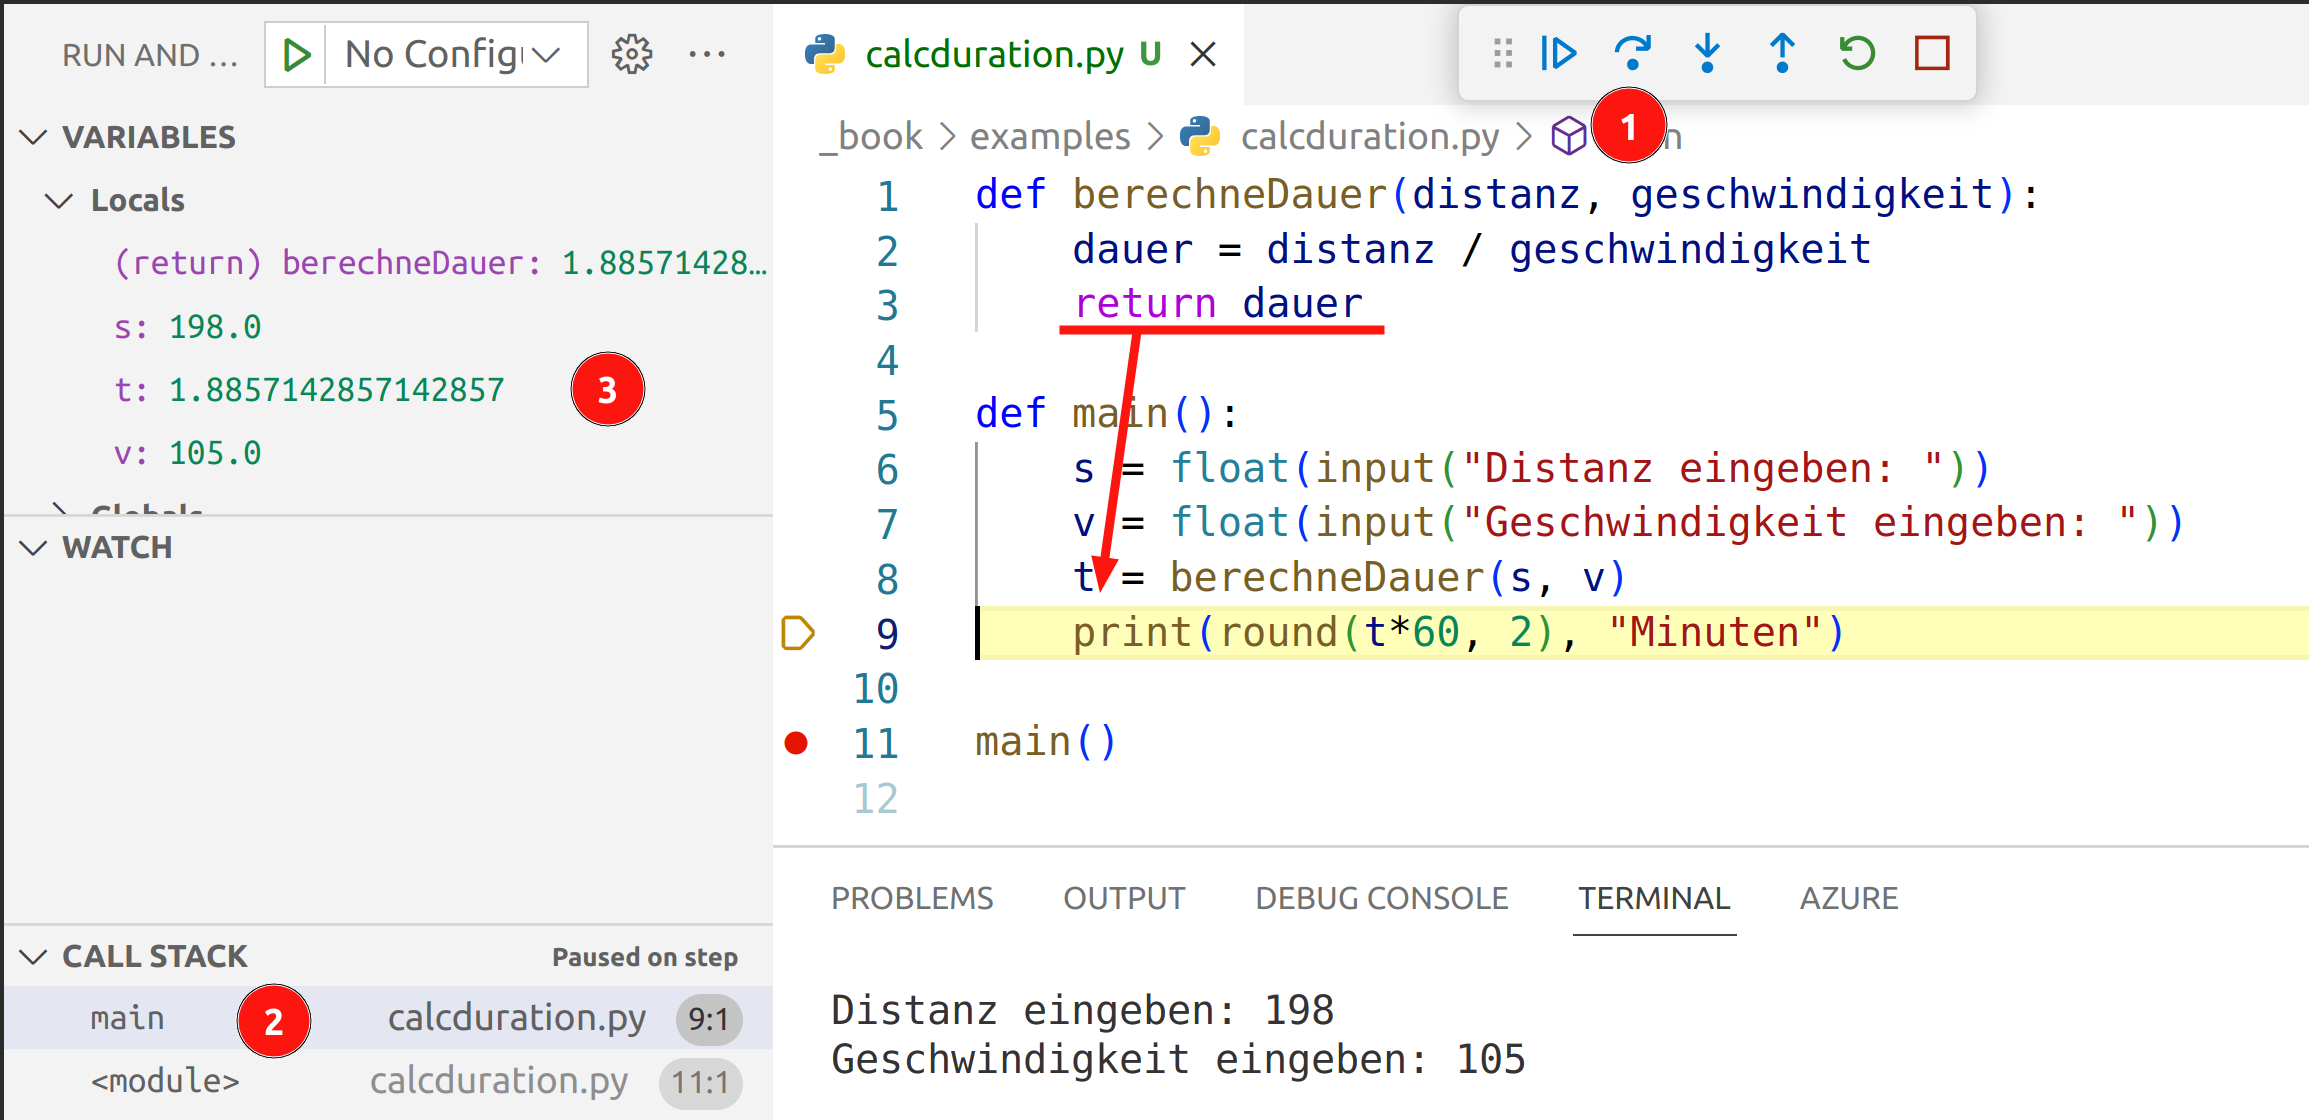 RUN AND ...
No Config
VARIABLES
Locals
(return) berechneDauer: 1.88571428...
s: 198.0
t: 1.8857142857142857
3
v: 105.0
Globals
WATCH
CALL STACK Paused on step
main 2 calcduration.py 9:1
<module> calcduration.py 11:1
calcduration.py U
_book > examples > calcduration.py > 1 n
1 def berechneDauer(distanz, geschwindigkeit):
2 dauer = distanz / geschwindigkeit
3 return dauer
4
5 def main():
6 s = float(input("Distanz eingeben: "))
7 v = float(input("Geschwindigkeit eingeben: "))
8 t = berechneDauer(s, v)
9 print(round(t*60, 2), "Minuten")
10
11 main()
12
PROBLEMS OUTPUT DEBUG CONSOLE TERMINAL AZURE
Distanz eingeben: 198
Geschwindigkeit eingeben: 105